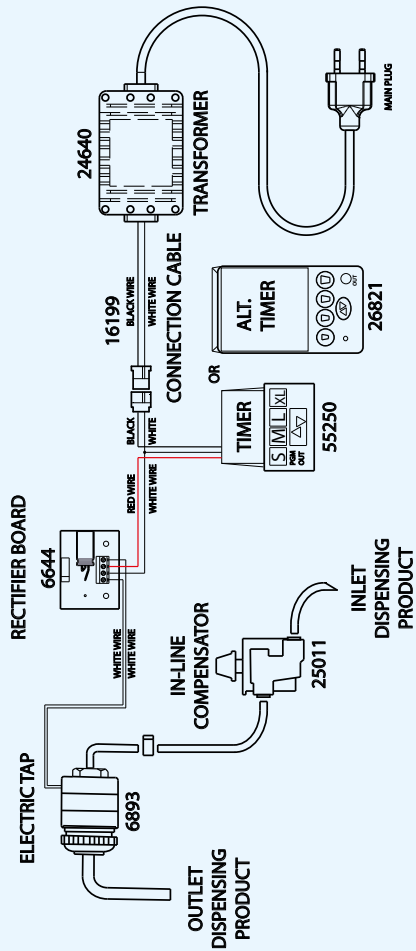 ELECTRIC TAP
6893
OUTLET
DISPENSING
PRODUCT
RECTIFIER BOARD
6644
WHITE WIRE
WHITE WIRE
IN-LINE
COMPENSATOR
25011
INLET
DISPENSING
PRODUCT
RED WIRE
WHITE WIRE
BLACK
WHITE
16199
BLACK WIRE
WHITE WIRE
CONNECTION CABLE
TIMER
S M L XL
PGM
OUT
55250
OR
ALT.
TIMER
OUT
26821
24640
TRANSFORMER
MAIN PLUG